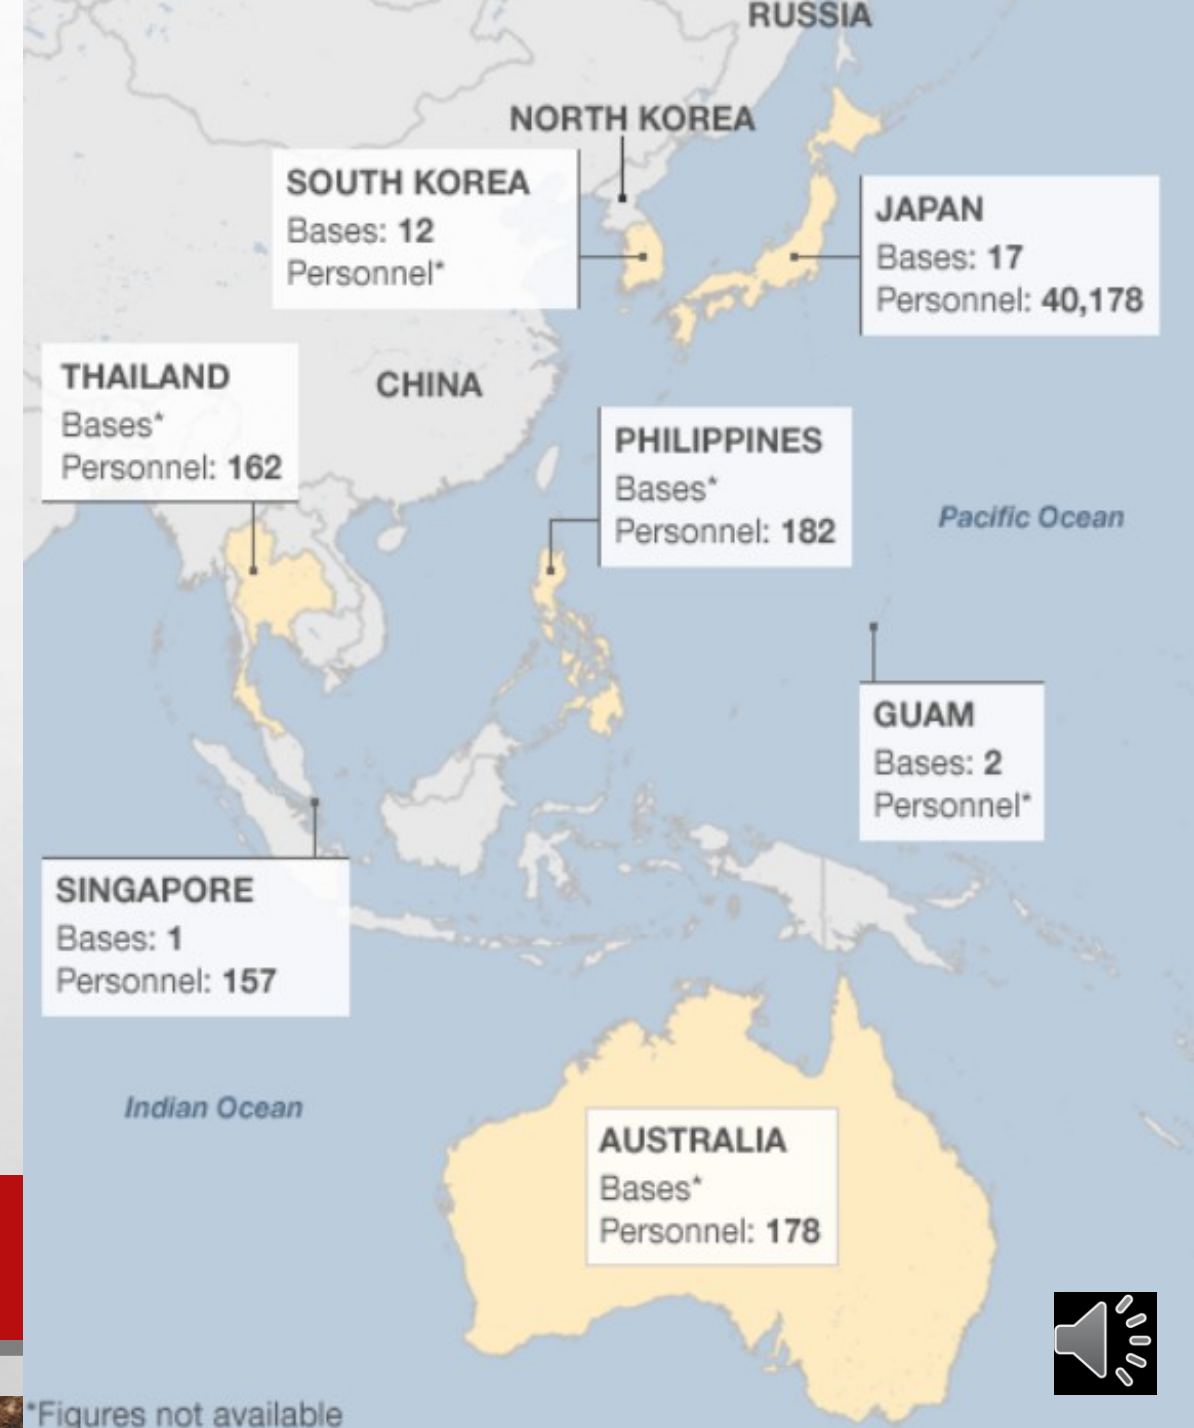 RUSSIA
NORTH KOREA
SOUTH KOREA
Bases: 12
Personnel*
JAPAN
Bases: 17
Personnel: 40,178
THAILAND
Bases*
Personnel: 162
CHINA
PHILIPPINES
Bases*
Personnel: 182
Pacific Ocean
GUAM
Bases: 2
Personnel*
SINGAPORE
Bases: 1
Personnel: 157
Indian Ocean
AUSTRALIA
Bases*
Personnel: 178
*Figures not available